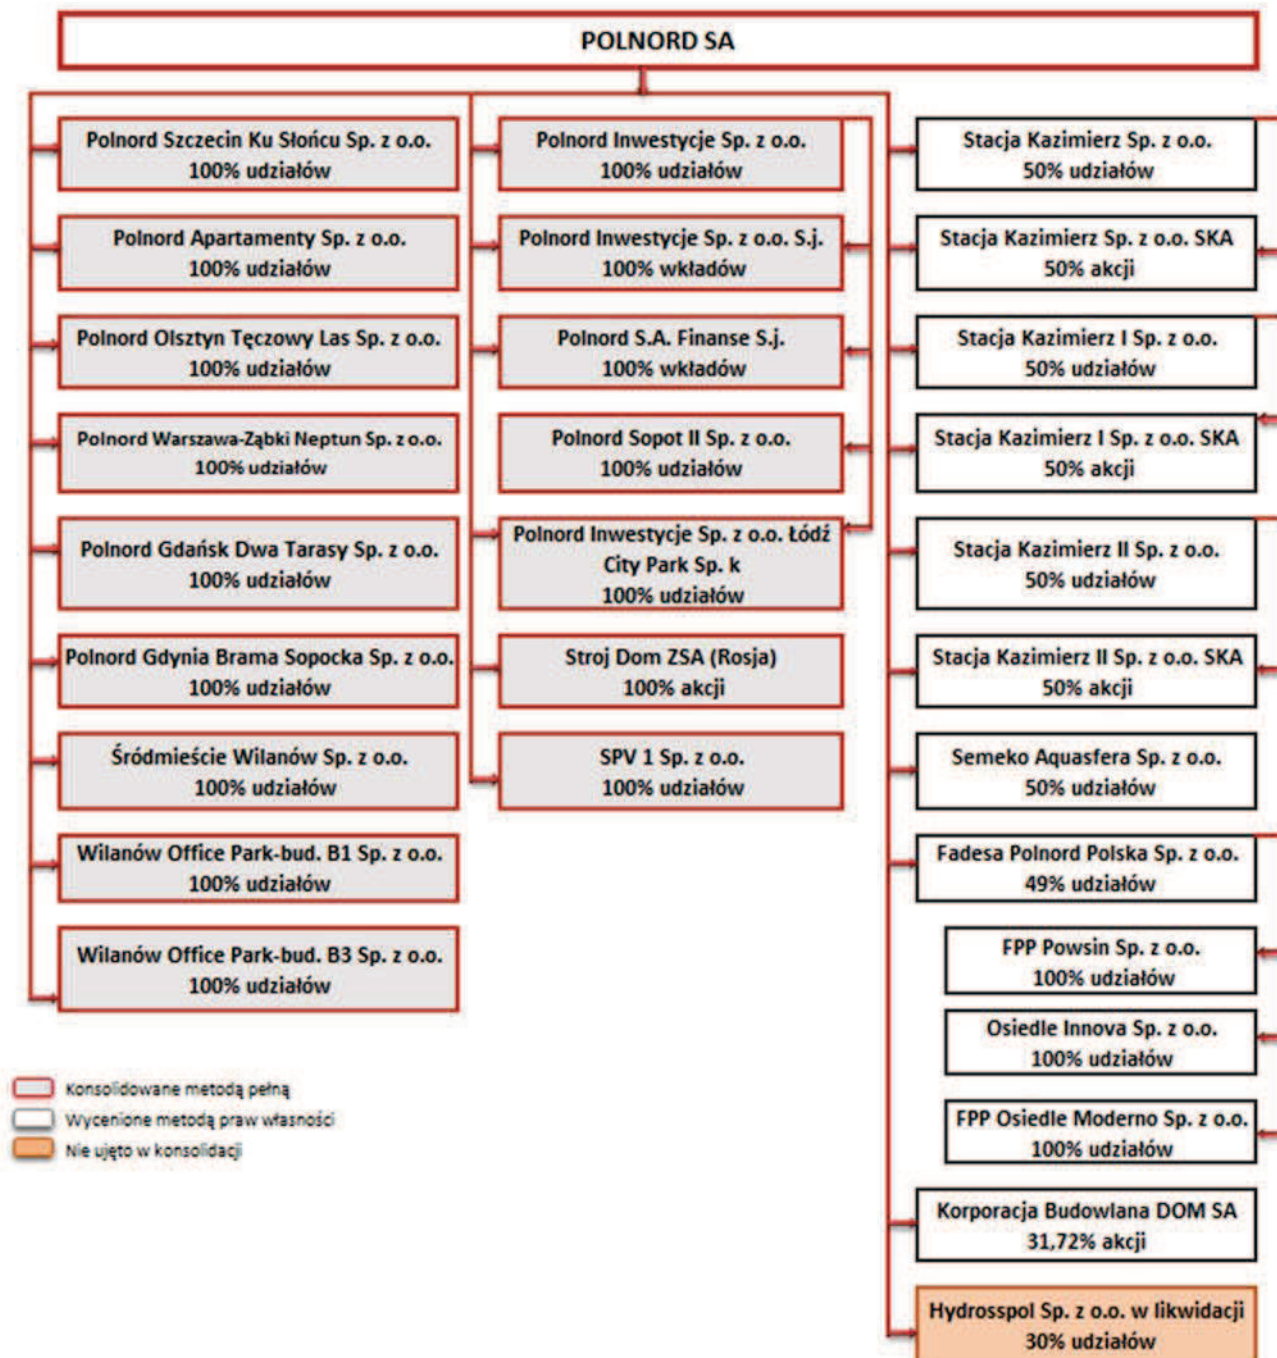 POLNORD SA
Polnord Szczecin Ku Słońcu Sp. z o.o.
100% udziałów
Polnord Apartamenty Sp. z o.o.
100% udziałów
Polnord Olsztyn Tęczowy Las Sp. z o.o.
100% udziałów
Polnord Warszawa-Ząbki Neptun Sp. z o.o.
100% udziałów
Polnord Gdańsk Dwa Tarasy Sp. z o.o.
100% udziałów
Polnord Gdynia Brama Sopocka Sp. z o.o.
100% udziałów
Śródmieście Wilanów Sp. z o.o.
100% udziałów
Wilanów Office Park-bud. B1 Sp. z o.o.
100% udziałów
Wilanów Office Park-bud. B3 Sp. z o.o.
100% udziałów
Polnord Inwestycje Sp. z o.o.
100% udziałów
Polnord Inwestycje Sp. z o.o. S.j.
100% wkładów
Polnord S.A. Finanse S.j.
100% wkładów
Polnord Sopot II Sp. z o.o.
100% udziałów
Polnord Inwestycje Sp. z o.o. Łódź
City Park Sp. k
100% udziałów
Stroj Dom ZSA (Rosja)
100% akcji
SPV 1 Sp. z o.o.
100% udziałów
Stacja Kazimierz Sp. z o.o.
50% udziałów
Stacja Kazimierz Sp. z o.o. SKA
50% akcji
Stacja Kazimierz I Sp. z o.o.
50% udziałów
Stacja Kazimierz I Sp. z o.o. SKA
50% akcji
Stacja Kazimierz II Sp. z o.o.
50% udziałów
Stacja Kazimierz II Sp. z o.o. SKA
50% akcji
Semeko Aquasfera Sp. z o.o.
50% udziałów
Fadesa Polnord Polska Sp. z o.o.
49% udziałów
FPP Powsin Sp. z o.o.
100% udziałów
Osiedle Innova Sp. z o.o.
100% udziałów
FPP Osiedle Moderno Sp. z o.o.
100% udziałów
Korporacja Budowlana DOM SA
31,72% akcji
Hydrosspol Sp. z o.o. w likwidacji
30% udziałów
Konsolidowane metodą pełną
Wycenione metodą praw własności
Nie ujęto w konsolidacji